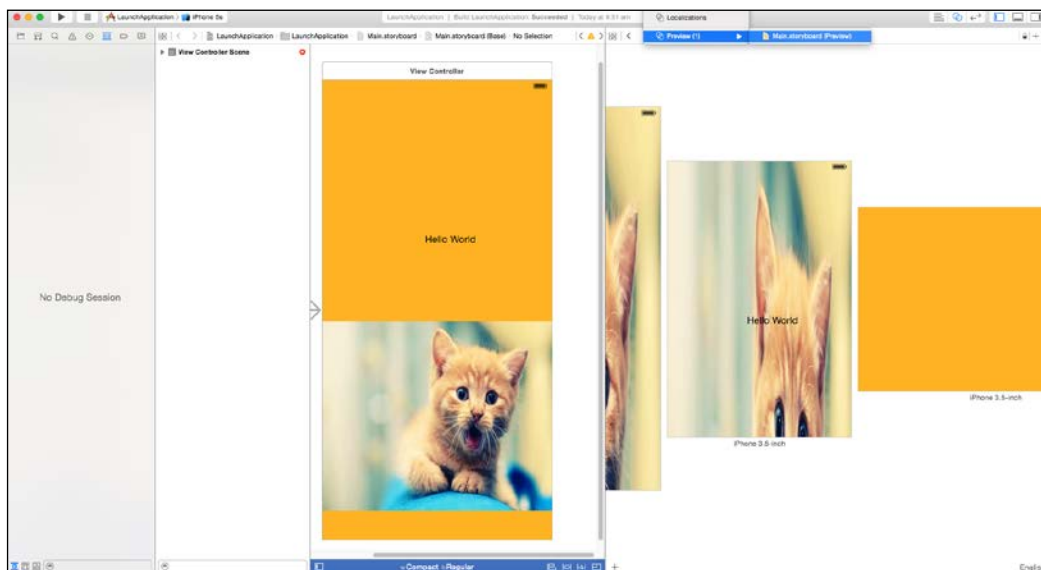 LaunchApplication
iPhone 5s
LaunchApplication | Build LaunchApplication: Succeeded | Today at 9:51 am
Localizations
Preview (1)
Main.storyboard (Preview)
LaunchApplication
LaunchApplication
Main.storyboard
Main.storyboard (Base)
No Selection
View Controller Scene
View Controller
Hello World
Hello World
No Debug Session
iPhone 3.5-inch
iPhone 3.5-inch
wCompact hRegular